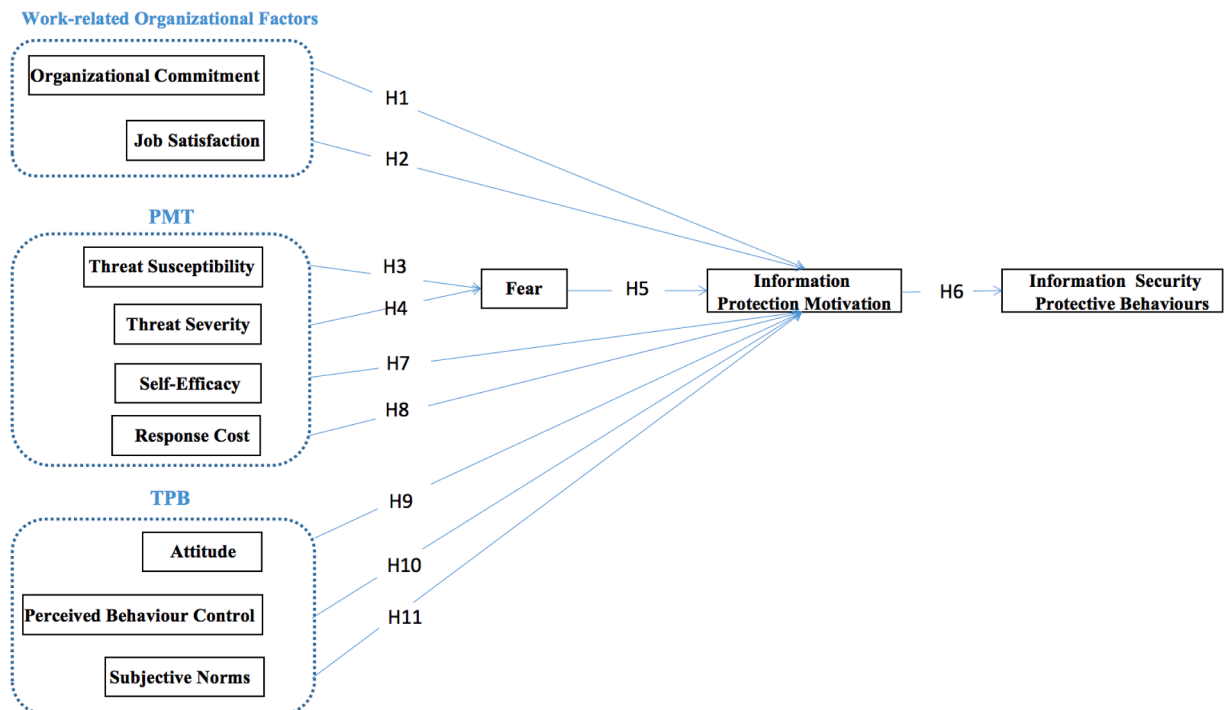 Work-related Organizational Factors
Organizational Commitment
H1
Job Satisfaction
H2
PMT
Threat Susceptibility
H3
Threat Severity
H4
Fear
H5
Information
Protection Motivation
H6
Information Security
Protective Behaviours
Self-Efficacy
H7
Response Cost
H8
TPB
Attitude
H9
Perceived Behaviour Control
H10
Subjective Norms
H11